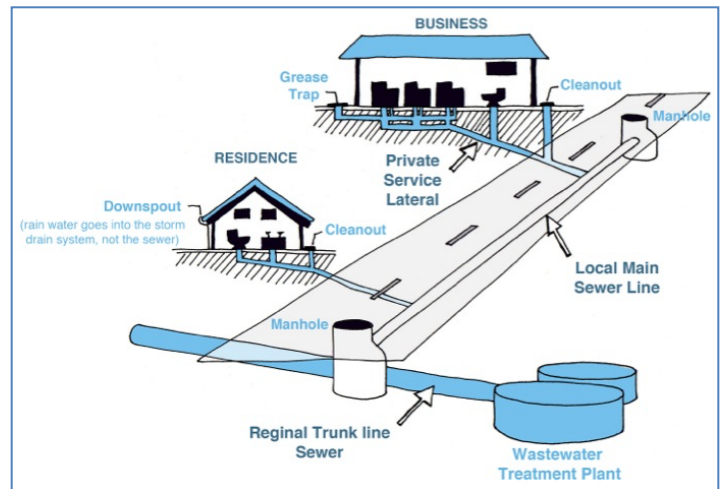 BUSINESS
Grease
Trap
Cleanout
Manhole
Private
Service
Lateral
RESIDENCE
Downspout
(rain water goes into the storm
drain system, not the sewer)
Cleanout
Local Main
Sewer Line
Manhole
Reginal Trunk line
Sewer
Wastewater
Treatment Plant